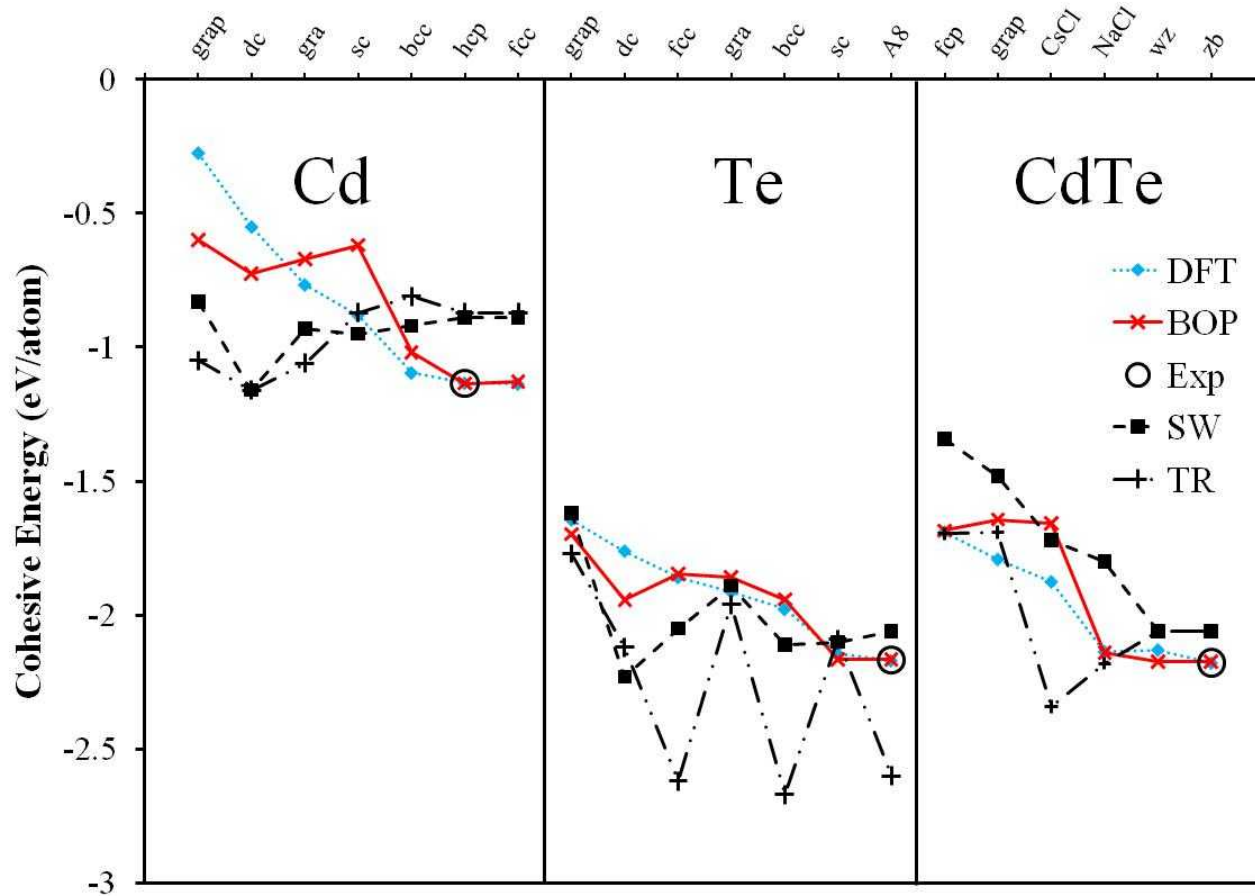 grap dc gra sc bcc hcp fcc grap dc fcc gra bcc sc A8 fcp grap CsCl NaCl wz zb
0
Cd Te CdTe
-0.5
DFT
BOP
-1
Exp
SW
-1.5
TR
-2
-2.5
-3
Cohesive Energy (eV/atom)